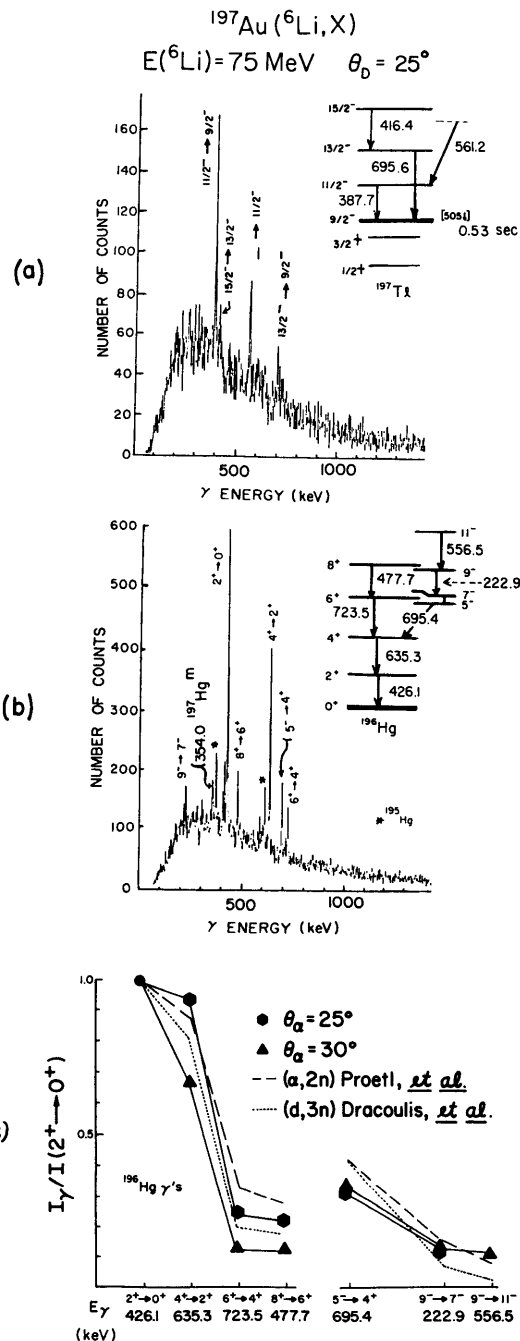 ¹⁹⁷Au(⁶Li,X)
E(⁶Li)=75 MeV θ_D = 25°
(a)
NUMBER OF COUNTS
160
140
120
100
80
60
40
20
0
500
1000
γ ENERGY (keV)
11/2⁻ → 9/2⁻
15/2⁻ → 13/2⁻
→ 11/2⁻
13/2⁻ → 9/2⁻
15/2⁻
416.4
13/2⁻
561.2
695.6
11/2⁻
387.7
9/2⁻
[505↓]
0.53 sec
3/2⁺
1/2⁺
¹⁹⁷Tℓ
(b)
NUMBER OF COUNTS
600
500
400
300
200
100
0
500
1000
γ ENERGY (keV)
9⁻→7⁻
(354.0 ¹⁹⁷Hg^m
*
2⁺→0⁺
8⁺→6⁺
*
4⁺→2⁺
(5⁻→4⁺
6⁺→4⁺
11⁻
556.5
8⁺
9⁻
477.7
222.9
6⁺
7⁻
5⁻
723.5
695.4
4⁺
635.3
2⁺
426.1
0⁺
¹⁹⁶Hg
* ¹⁹⁵Hg
c)
I_γ/I(2⁺→0⁺)
1.0
0.5
θ_α = 25°
θ_α = 30°
(α,2n) Proetl, et al.
(d,3n) Dracoulis, et al.
¹⁹⁶Hg γ's
2⁺→0⁺ 4⁺→2⁺ 6⁺→4⁺ 8⁺→6⁺ 5⁻→4⁺ 9⁻→7⁻ 9⁻→11⁻
E_γ 426.1 635.3 723.5 477.7 695.4 222.9 556.5
(keV)